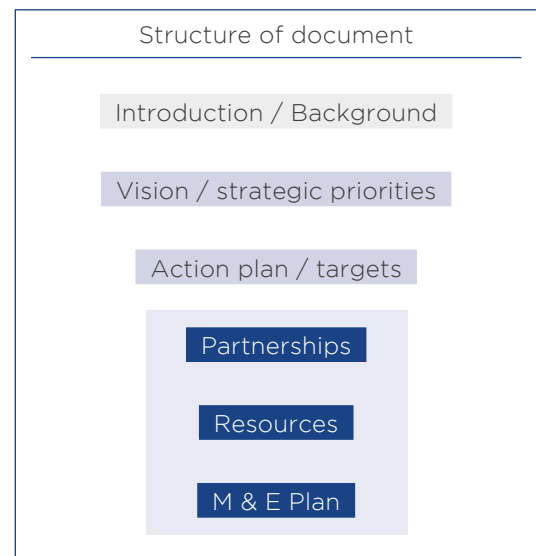 Structure of document
Introduction / Background
Vision / strategic priorities
Action plan / targets
Partnerships
Resources
M & E Plan